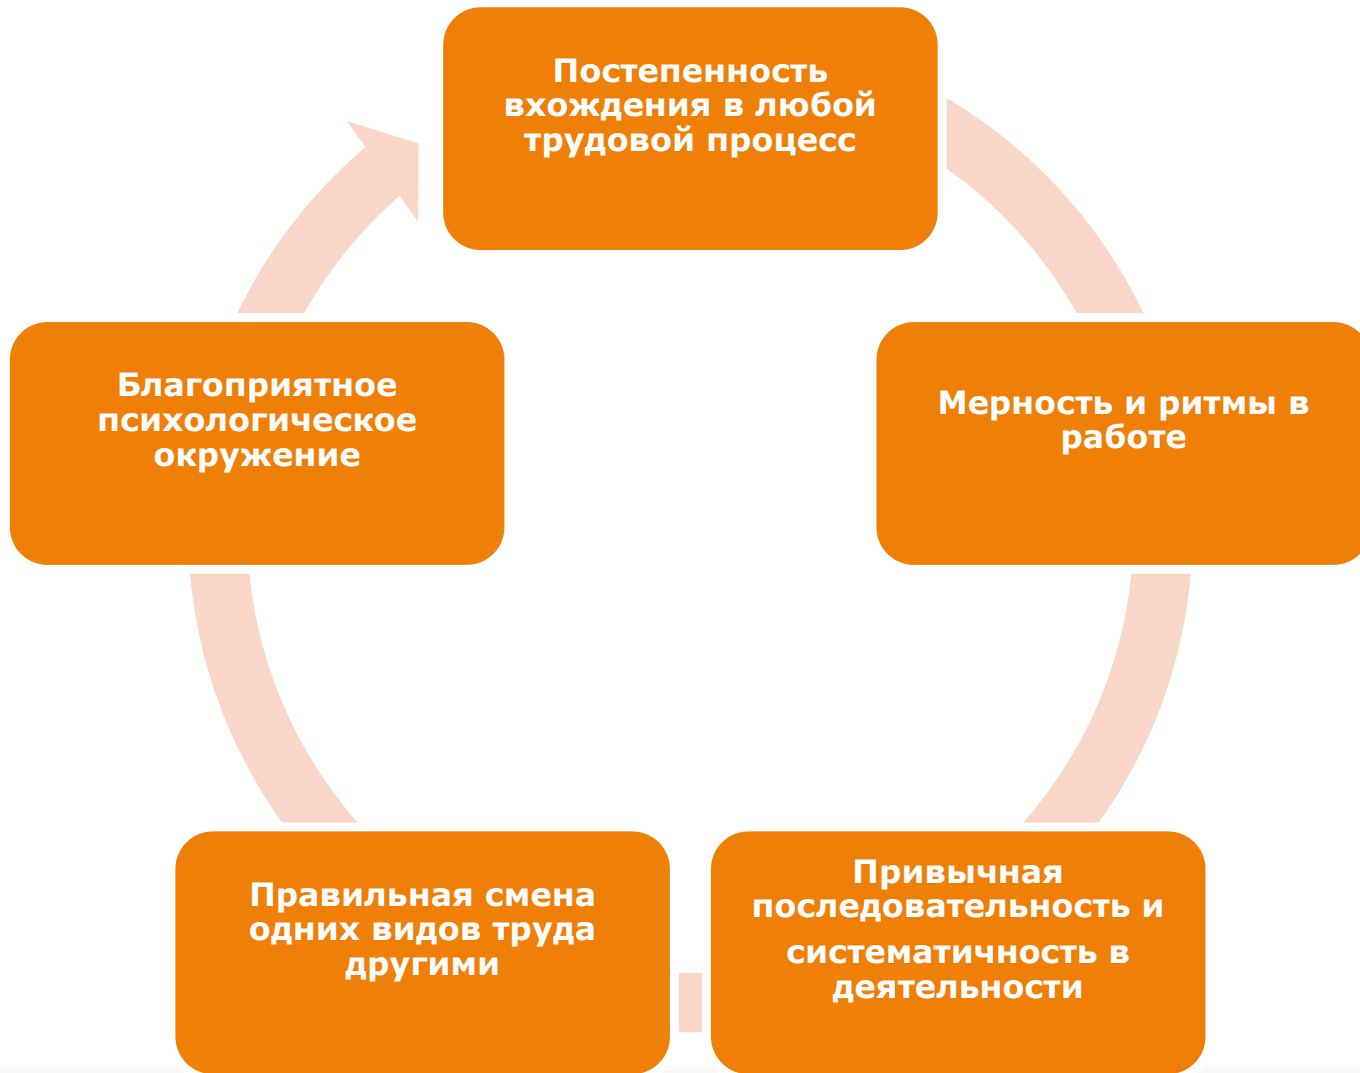 Постепенность
вхождения в любой
трудовой процесс
Мерность и ритмы в
работе
Привычная
последовательность и
систематичность в
деятельности
Правильная смена
одних видов труда
другими
Благоприятное
психологическое
окружение